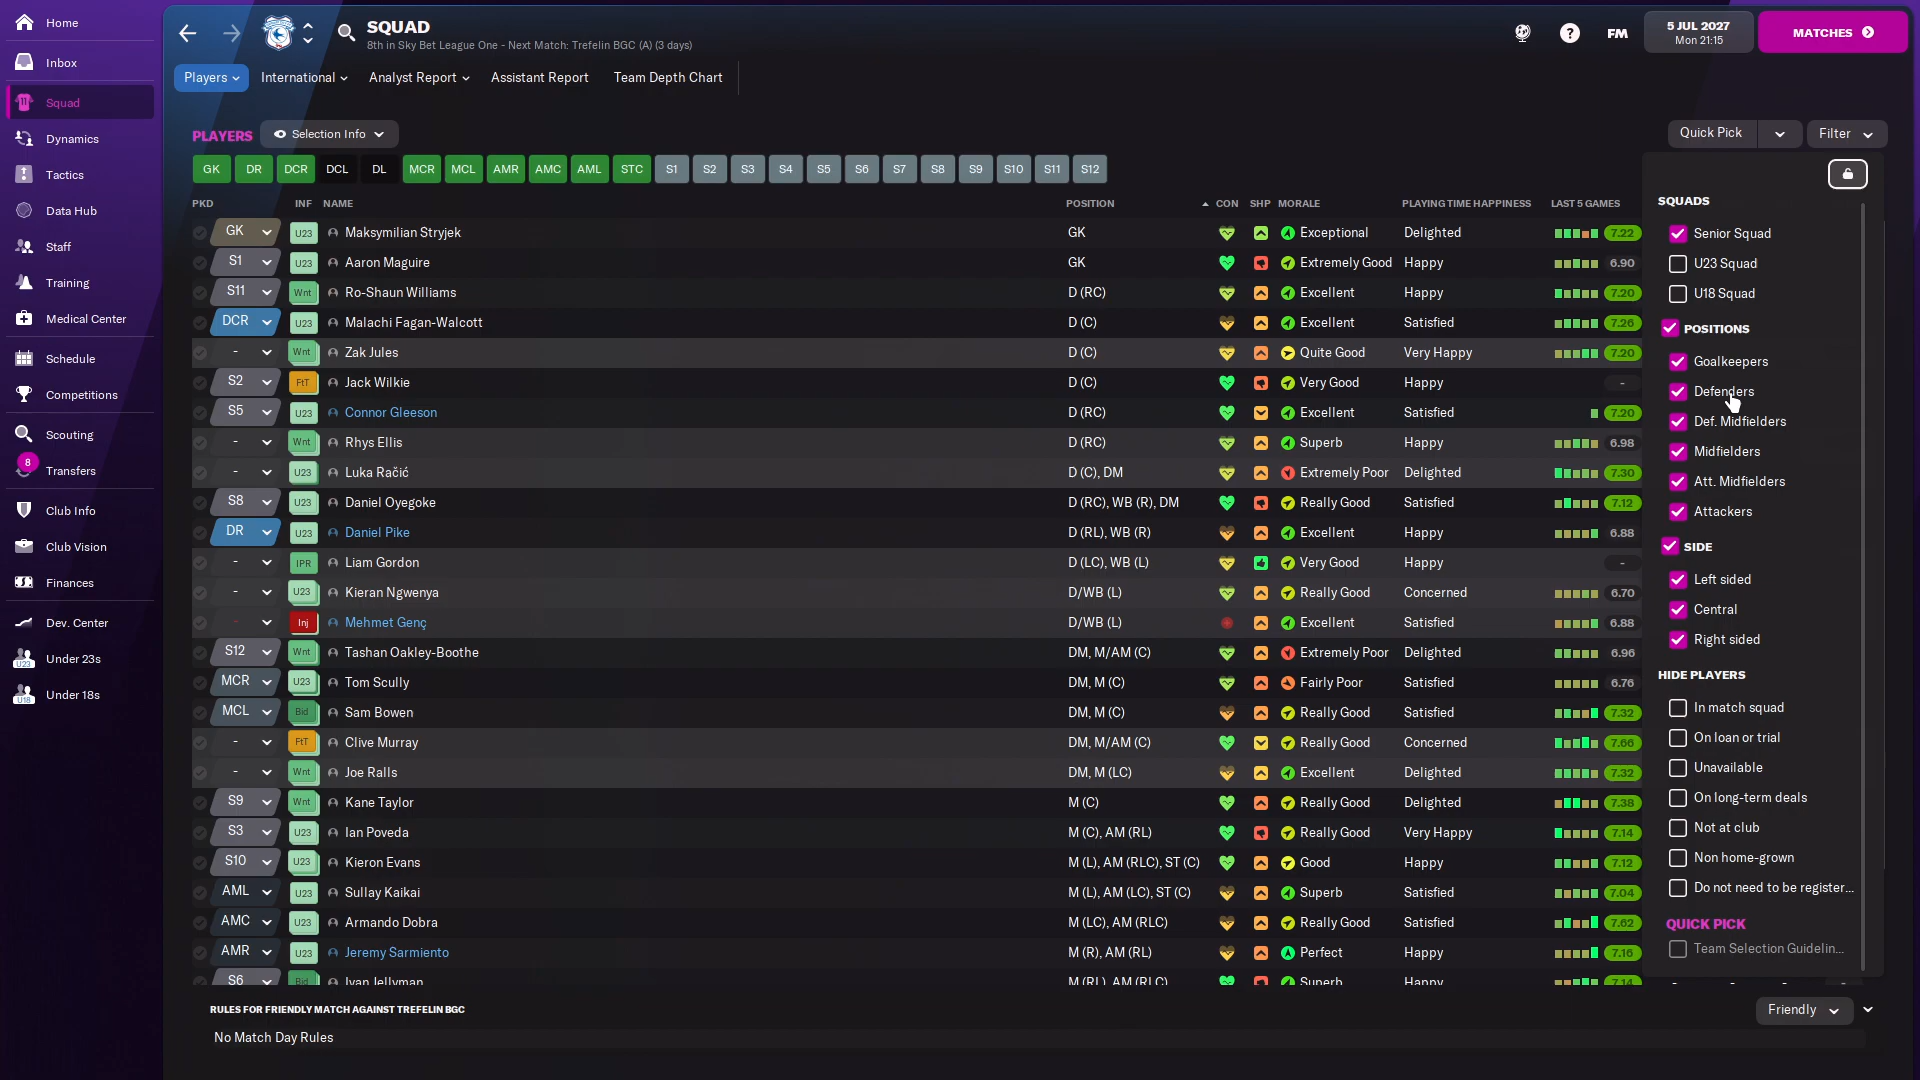 Home
Inbox
Squad
Dynamics
Tactics
Data Hub
Staff
Training
Medical Center
Schedule
Competitions
Scouting
8
Transfers
Club Info
Club Vision
Finances
Dev. Center
U23
Under 23s
U18
Under 18s
SQUAD
8th in Sky Bet League One - Next Match: Trefelin BGC (A) (3 days)
FM
5 JUL 2027
Mon 21:15
MATCHES
Players International Analyst Report Assistant Report Team Depth Chart
PLAYERS Selection Info Quick Pick Filter
GK DR DCR DCL DL MCR MCL AMR AMC AML STC S1 S2 S3 S4 S5 S6 S7 S8 S9 S10 S11 S12
PKD INF NAME POSITION CON SHP MORALE PLAYING TIME HAPPINESS LAST 5 GAMES
GK U23 Maksymilian Stryjek GK Exceptional Delighted 7.22
S1 U23 Aaron Maguire GK Extremely Good Happy 6.90
S11 Wnt Ro-Shaun Williams D (RC) Excellent Happy 7.20
DCR U23 Malachi Fagan-Walcott D (C) Excellent Satisfied 7.26
- Wnt Zak Jules D (C) Quite Good Very Happy 7.20
S2 FtT Jack Wilkie D (C) Very Good Happy -
S5 U23 Connor Gleeson D (RC) Excellent Satisfied 7.20
- Wnt Rhys Ellis D (RC) Superb Happy 6.98
- U23 Luka Račić D (C), DM Extremely Poor Delighted 7.30
S8 U23 Daniel Oyegoke D (RC), WB (R), DM Really Good Satisfied 7.12
DR U23 Daniel Pike D (RL), WB (R) Excellent Happy 6.88
- IPR Liam Gordon D (LC), WB (L) Very Good Happy -
- U23 Kieran Ngwenya D/WB (L) Really Good Concerned 6.70
- Inj Mehmet Genç D/WB (L) Excellent Satisfied 6.88
S12 Wnt Tashan Oakley-Boothe DM, M/AM (C) Extremely Poor Delighted 6.96
MCR U23 Tom Scully DM, M (C) Fairly Poor Satisfied 6.76
MCL Bid Sam Bowen DM, M (C) Really Good Satisfied 7.32
- FtT Clive Murray DM, M/AM (C) Really Good Concerned 7.66
- Wnt Joe Ralls DM, M (LC) Excellent Delighted 7.32
S9 Wnt Kane Taylor M (C) Really Good Delighted 7.38
S3 U23 Ian Poveda M (C), AM (RL) Really Good Very Happy 7.14
S10 U23 Kieron Evans M (L), AM (RLC), ST (C) Good Happy 7.12
AML U23 Sullay Kaikai M (L), AM (LC), ST (C) Superb Satisfied 7.04
AMC U23 Armando Dobra M (LC), AM (RLC) Really Good Satisfied 7.62
AMR U23 Jeremy Sarmiento M (R), AM (RL) Perfect Happy 7.16
S6 Bid Ivan Jellyman M (RL), AM (RLC) Superb Happy 7.14
SQUADS
Senior Squad
U23 Squad
U18 Squad
POSITIONS
Goalkeepers
Defenders
Def. Midfielders
Midfielders
Att. Midfielders
Attackers
SIDE
Left sided
Central
Right sided
HIDE PLAYERS
In match squad
On loan or trial
Unavailable
On long-term deals
Not at club
Non home-grown
Do not need to be register...
QUICK PICK
Team Selection Guidelin...
RULES FOR FRIENDLY MATCH AGAINST TREFELIN BGC
Friendly
No Match Day Rules